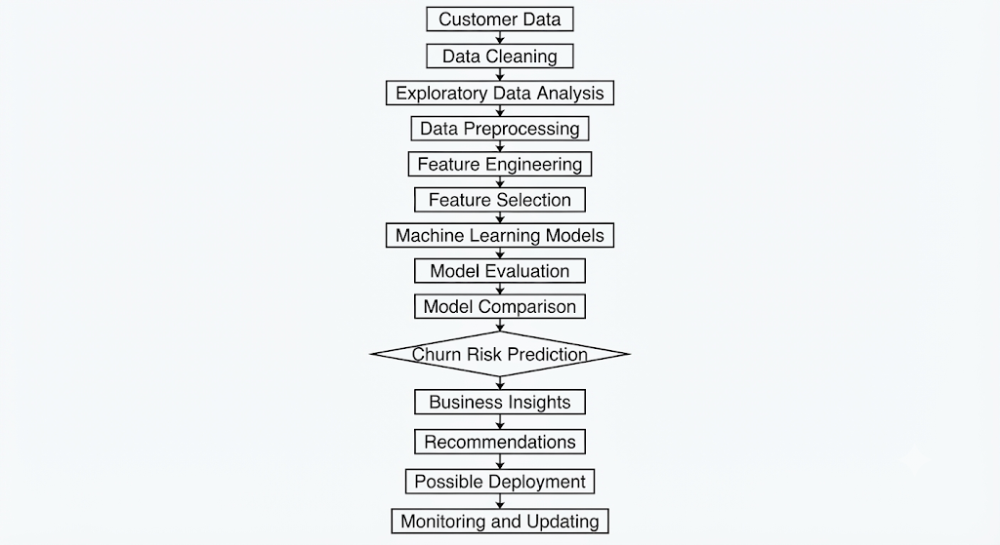 Customer Data
Data Cleaning
Exploratory Data Analysis
Data Preprocessing
Feature Engineering
Feature Selection
Machine Learning Models
Model Evaluation
Model Comparison
Churn Risk Prediction
Business Insights
Recommendations
Possible Deployment
Monitoring and Updating